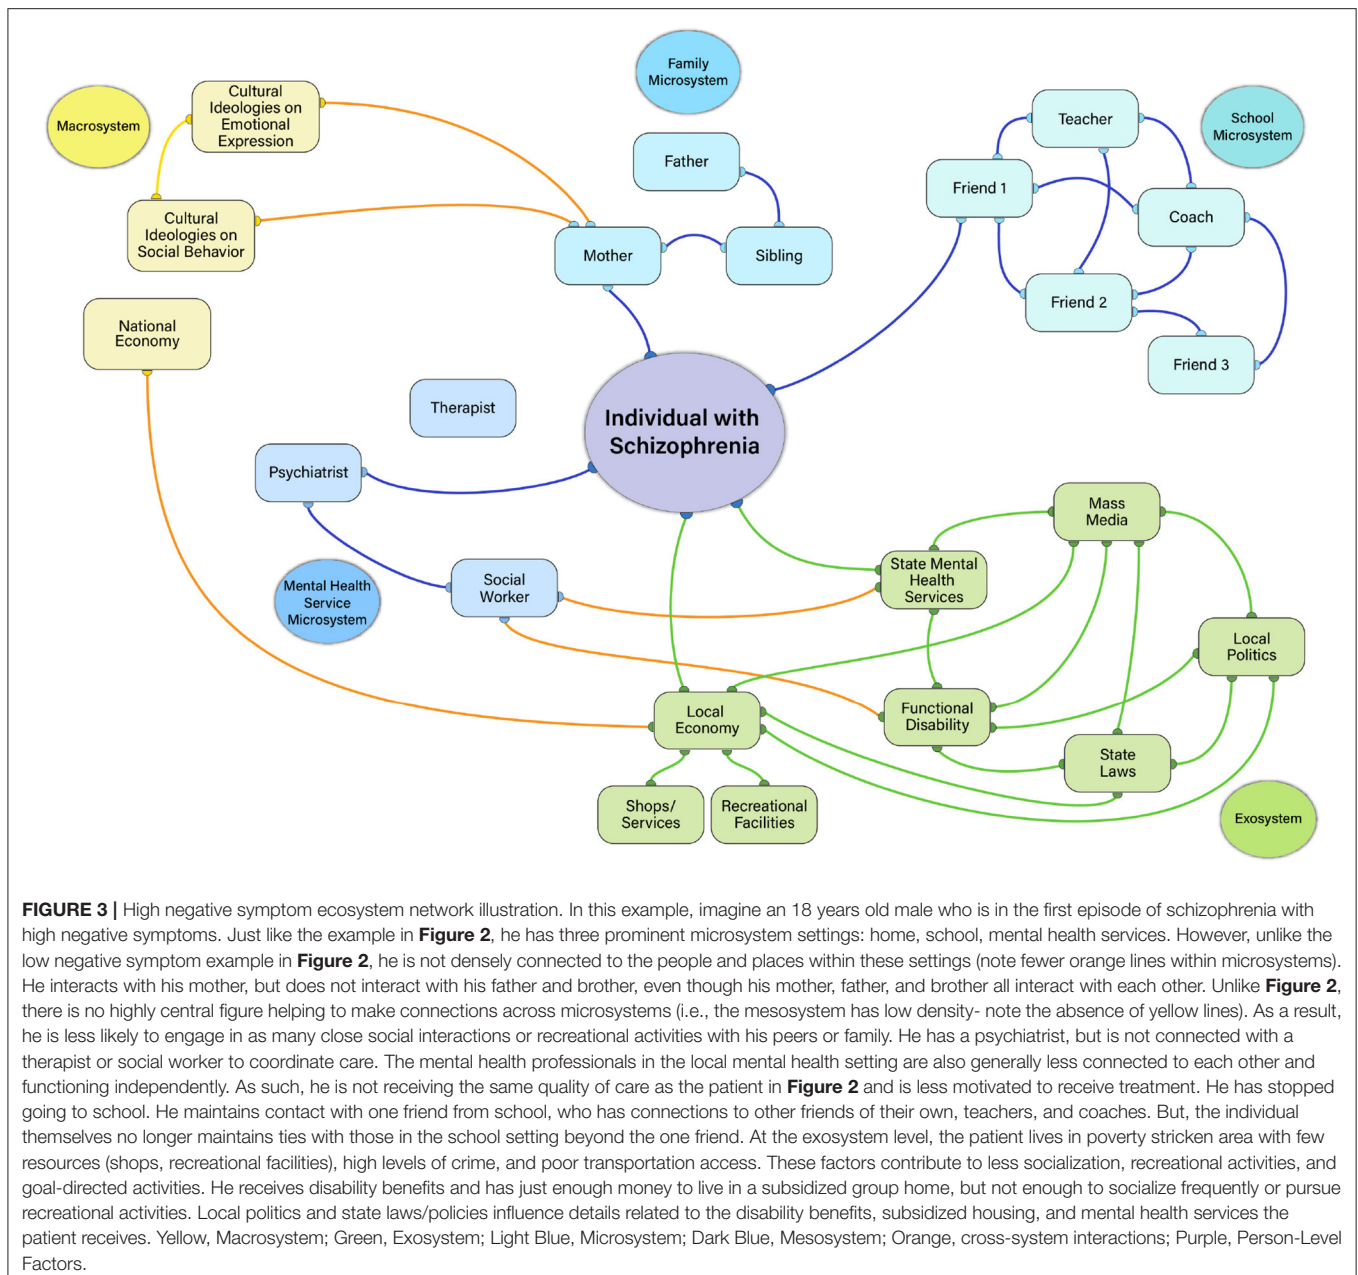 Family
Microsystem
Macrosystem
Cultural
Ideologies on
Emotional
Expression
Teacher
School
Microsystem
Father
Friend 1
Coach
Cultural
Ideologies on
Social Behavior
Mother
Sibling
Friend 2
National
Economy
Friend 3
Therapist
Individual with
Schizophrenia
Psychiatrist
Mass
Media
Mental Health
Service
Microsystem
Social
Worker
State Mental
Health
Services
Local
Politics
Local
Economy
Functional
Disability
State
Laws
Shops/
Services
Recreational
Facilities
Exosystem
FIGURE 3 | High negative symptom ecosystem network illustration. In this example, imagine an 18 years old male who is in the first episode of schizophrenia with
high negative symptoms. Just like the example in Figure 2, he has three prominent microsystem settings: home, school, mental health services. However, unlike the
low negative symptom example in Figure 2, he is not densely connected to the people and places within these settings (note fewer orange lines within microsystems).
He interacts with his mother, but does not interact with his father and brother, even though his mother, father, and brother all interact with each other. Unlike Figure 2,
there is no highly central figure helping to make connections across microsystems (i.e., the mesosystem has low density- note the absence of yellow lines). As a result,
he is less likely to engage in as many close social interactions or recreational activities with his peers or family. He has a psychiatrist, but is not connected with a
therapist or social worker to coordinate care. The mental health professionals in the local mental health setting are also generally less connected to each other and
functioning independently. As such, he is not receiving the same quality of care as the patient in Figure 2 and is less motivated to receive treatment. He has stopped
going to school. He maintains contact with one friend from school, who has connections to other friends of their own, teachers, and coaches. But, the individual
themselves no longer maintains ties with those in the school setting beyond the one friend. At the exosystem level, the patient lives in poverty stricken area with few
resources (shops, recreational facilities), high levels of crime, and poor transportation access. These factors contribute to less socialization, recreational activities, and
goal-directed activities. He receives disability benefits and has just enough money to live in a subsidized group home, but not enough to socialize frequently or pursue
recreational activities. Local politics and state laws/policies influence details related to the disability benefits, subsidized housing, and mental health services the
patient receives. Yellow, Macrosystem; Green, Exosystem; Light Blue, Microsystem; Dark Blue, Mesosystem; Orange, cross-system interactions; Purple, Person-Level
Factors.